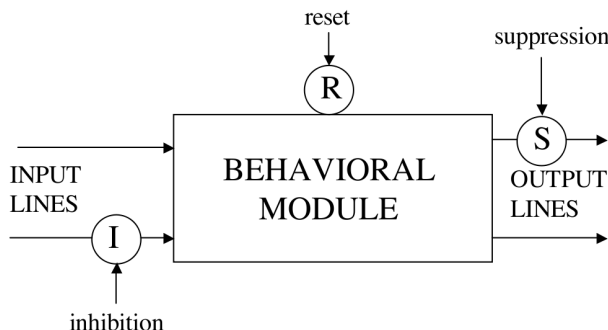 reset
suppression
R
S
INPUT
LINES
BEHAVIORAL
MODULE
OUTPUT
LINES
I
inhibition